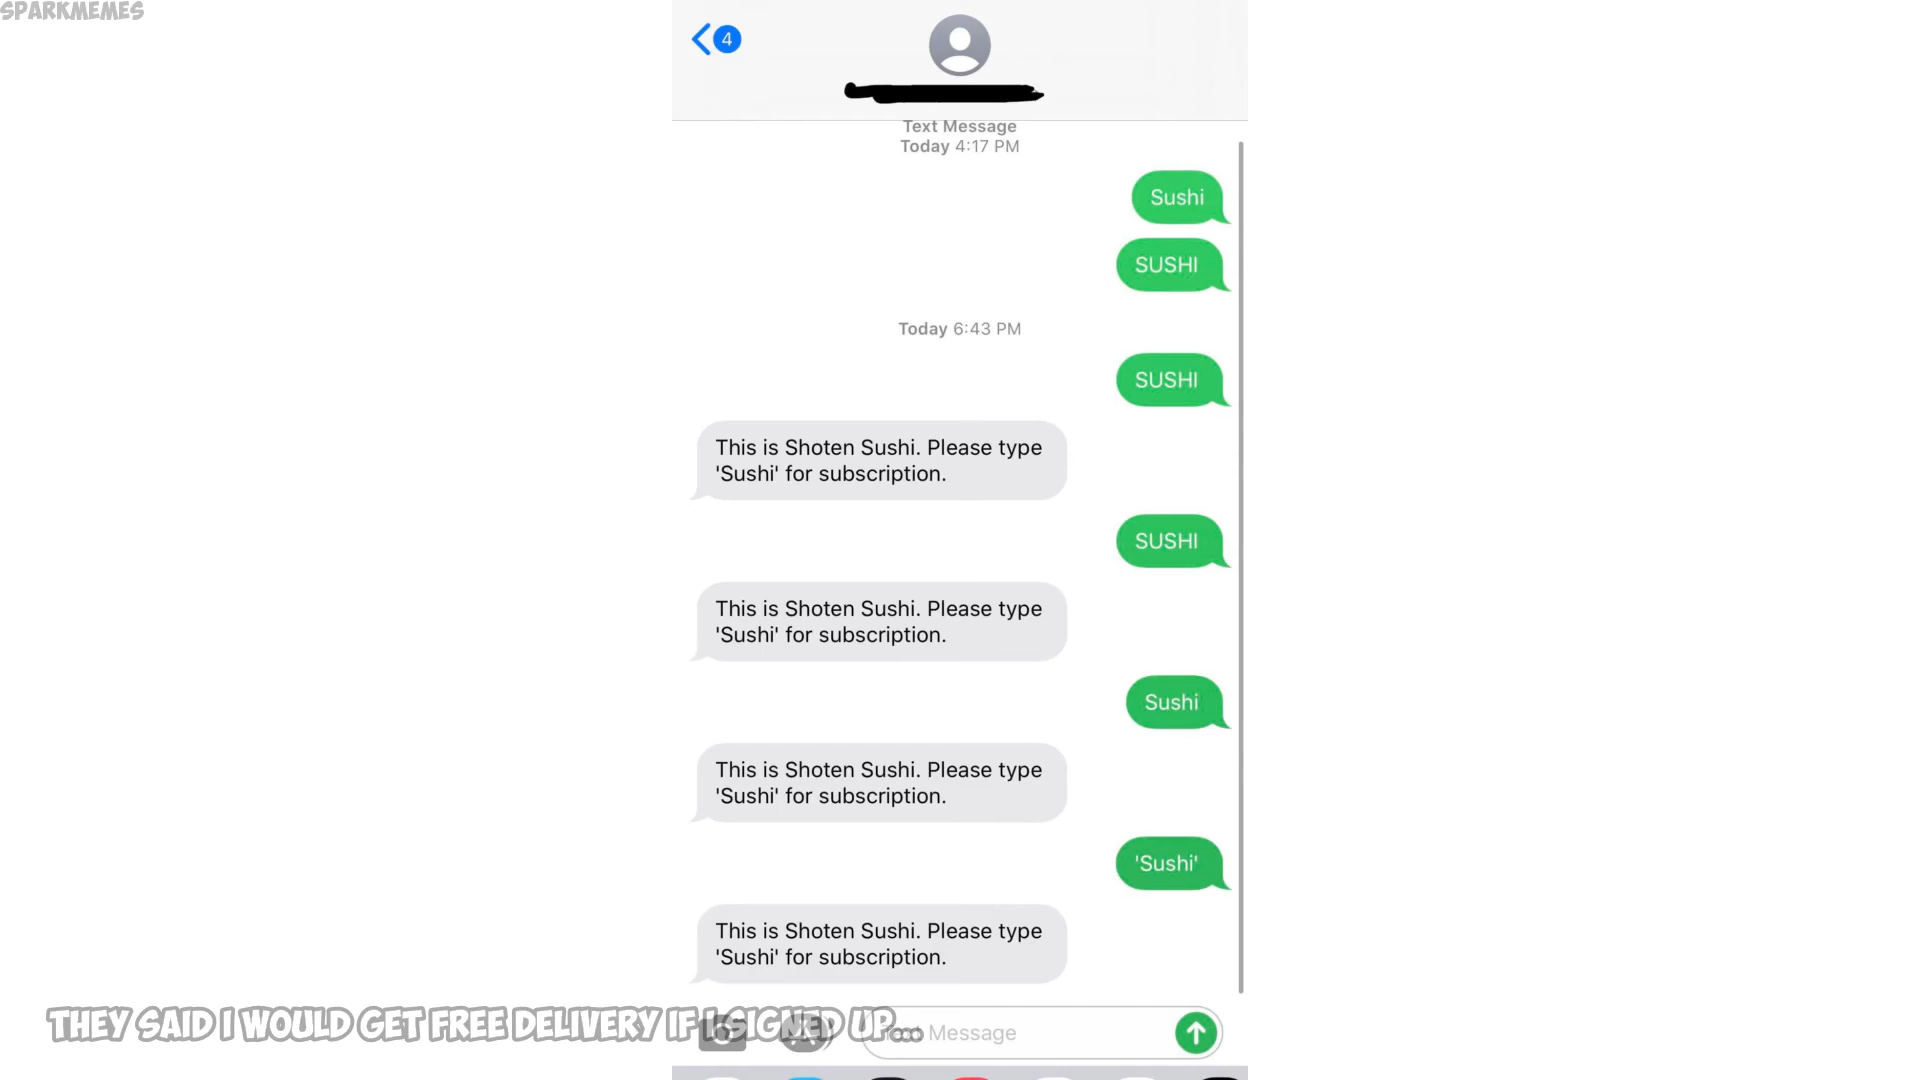 SPARKMEMES
4
Text Message
Today 4:17 PM
Sushi
SUSHI
Today 6:43 PM
SUSHI
This is Shoten Sushi. Please type
'Sushi' for subscription.
SUSHI
This is Shoten Sushi. Please type
'Sushi' for subscription.
Sushi
This is Shoten Sushi. Please type
'Sushi' for subscription.
'Sushi'
This is Shoten Sushi. Please type
'Sushi' for subscription.
THEY SAID I WOULD GET FREE DELIVERY IF I SIGNED UP...
Message